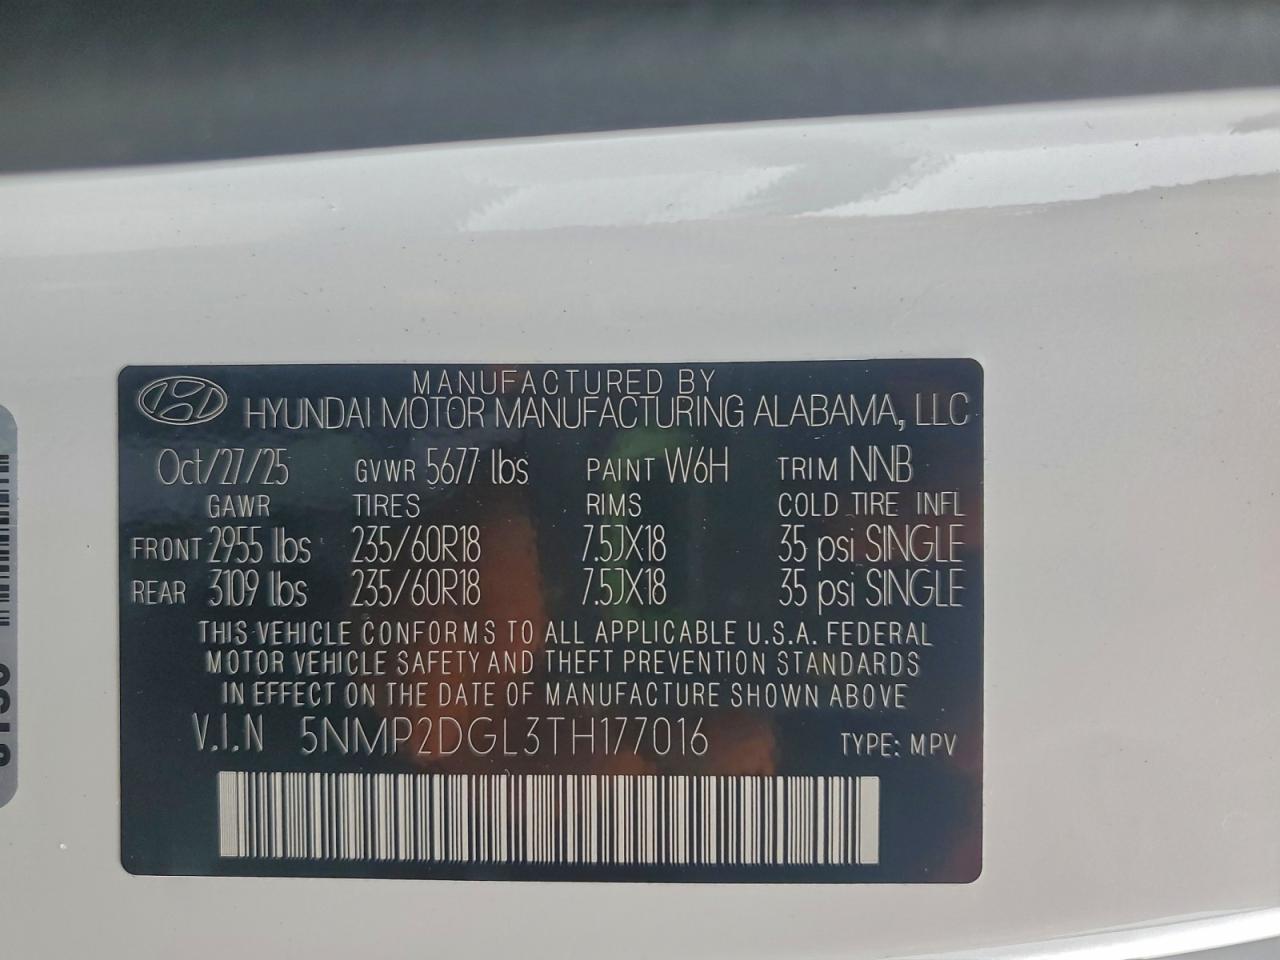 MANUFACTURED BY
HYUNDAI MOTOR MANUFACTURING ALABAMA, LLC
Oct/27/25 GVWR 5677 lbs PAINT W6H TRIM NNB
GAWR TIRES RIMS COLD TIRE INFL
FRONT 2955 lbs 235/60R18 7.5JX18 35 psi SINGLE
REAR 3109 lbs 235/60R18 7.5JX18 35 psi SINGLE
THIS VEHICLE CONFORMS TO ALL APPLICABLE U.S.A. FEDERAL
MOTOR VEHICLE SAFETY AND THEFT PREVENTION STANDARDS
IN EFFECT ON THE DATE OF MANUFACTURE SHOWN ABOVE
V.I.N 5NMP2DGL3TH177016 TYPE: MPV